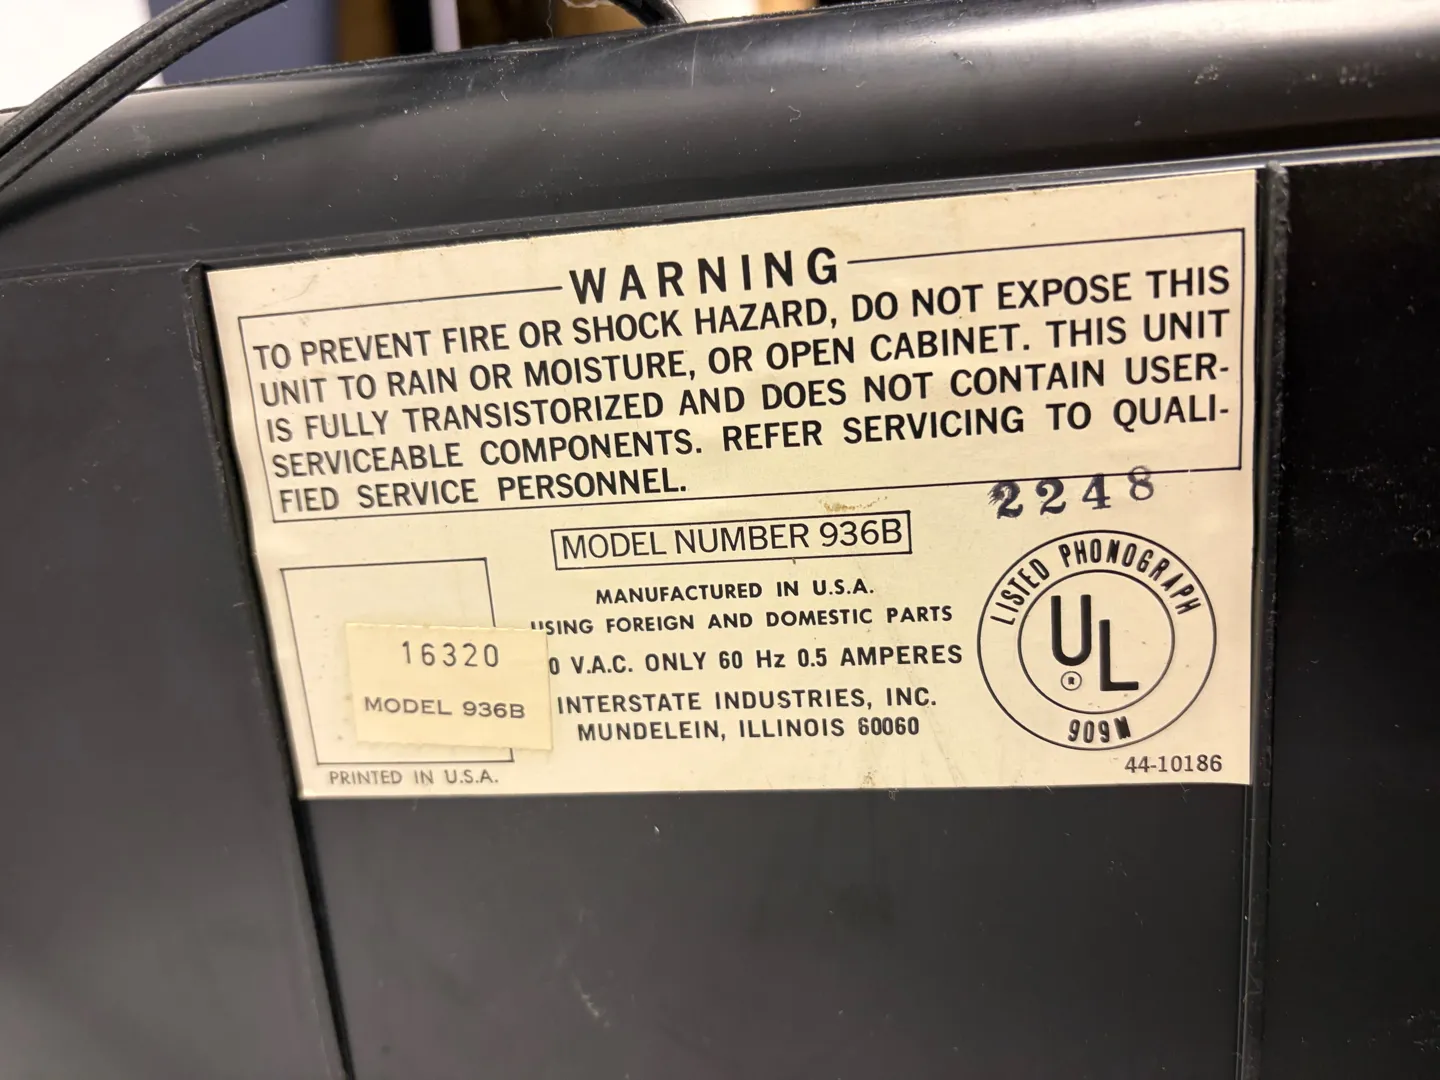 WARNING
TO PREVENT FIRE OR SHOCK HAZARD, DO NOT EXPOSE THIS
UNIT TO RAIN OR MOISTURE, OR OPEN CABINET. THIS UNIT
IS FULLY TRANSISTORIZED AND DOES NOT CONTAIN USER-
SERVICEABLE COMPONENTS. REFER SERVICING TO QUALI-
FIED SERVICE PERSONNEL.
2248
MODEL NUMBER 936B
MANUFACTURED IN U.S.A.
USING FOREIGN AND DOMESTIC PARTS
0 V.A.C. ONLY 60 Hz 0.5 AMPERES
INTERSTATE INDUSTRIES, INC.
MUNDELEIN, ILLINOIS 60060
16320
MODEL 936B
PRINTED IN U.S.A.
LISTED PHONOGRAPH
UL
®
909M
44-10186